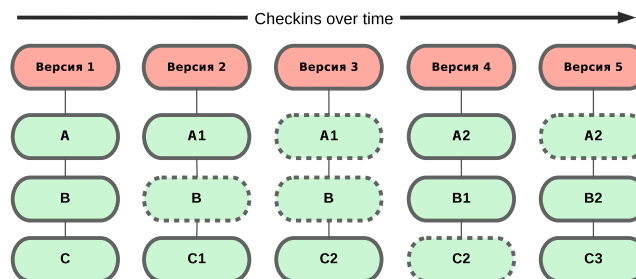 Checkins over time
Версия 1 Версия 2 Версия 3 Версия 4 Версия 5
A A1 A1 A2 A2
B B B B1 B2
C C1 C2 C2 C3